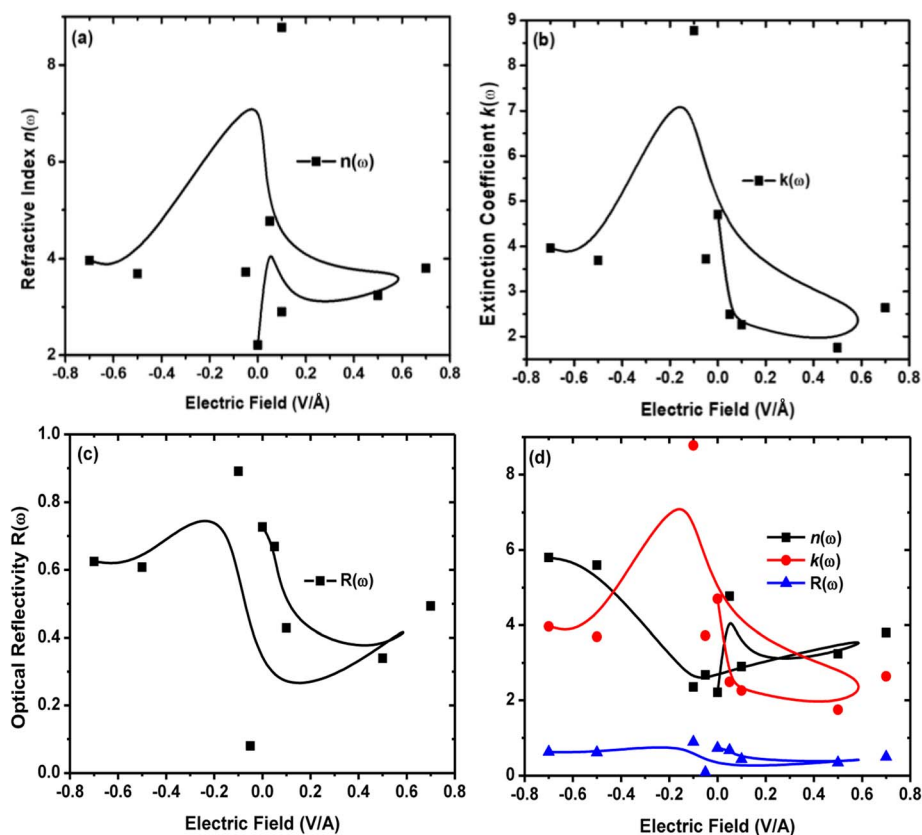 (a)
Refractive Index n(ω)
8
6
4
2
n(ω)
-0.8 -0.6 -0.4 -0.2 0.0 0.2 0.4 0.6 0.8
Electric Field (V/Å)
(b)
Extinction Coefficient k(ω)
9
8
7
6
5
4
3
2
k(ω)
-0.8 -0.6 -0.4 -0.2 0.0 0.2 0.4 0.6 0.8
Electric Field (V/Å)
(c)
Optical Reflectivity R(ω)
1.0
0.8
0.6
0.4
0.2
0.0
R(ω)
-0.8 -0.6 -0.4 -0.2 0.0 0.2 0.4 0.6 0.8
Electric Field (V/Å)
(d)
8
6
4
2
0
n(ω)
k(ω)
R(ω)
-0.8 -0.6 -0.4 -0.2 0.0 0.2 0.4 0.6 0.8
Electric Field (V/A)